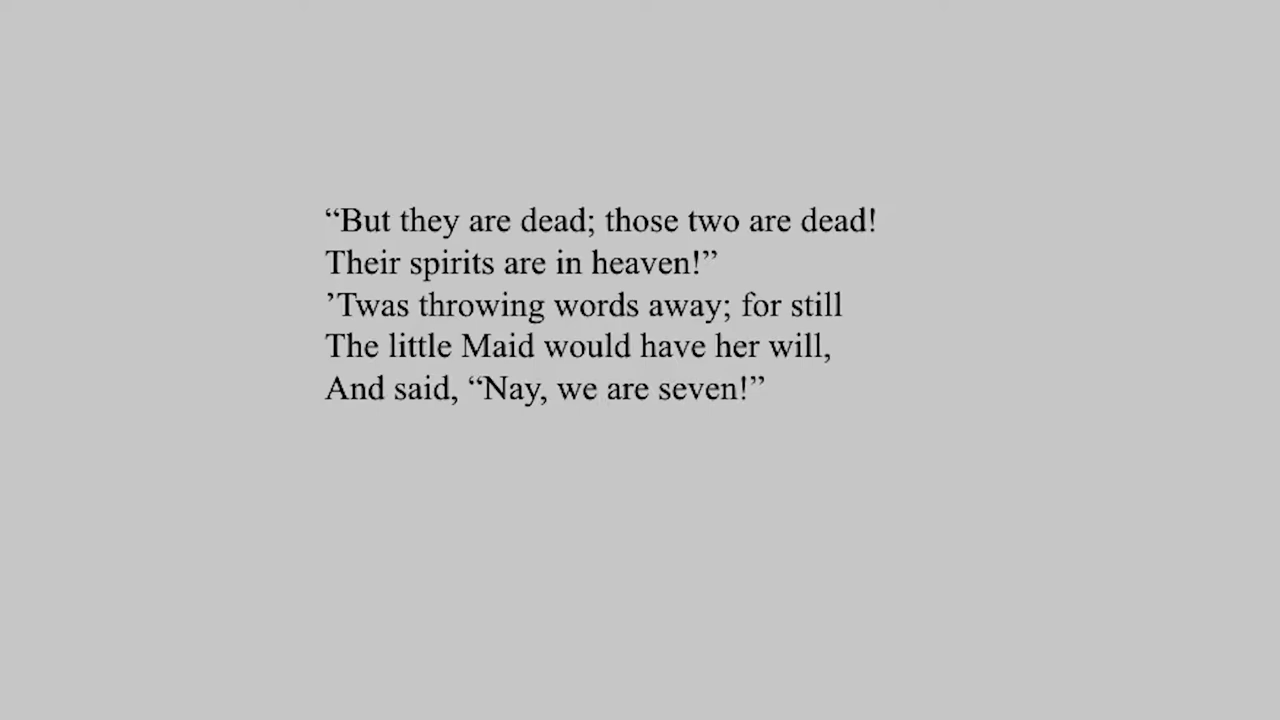 “But they are dead; those two are dead!
Their spirits are in heaven!”
’Twas throwing words away; for still
The little Maid would have her will,
And said, “Nay, we are seven!”